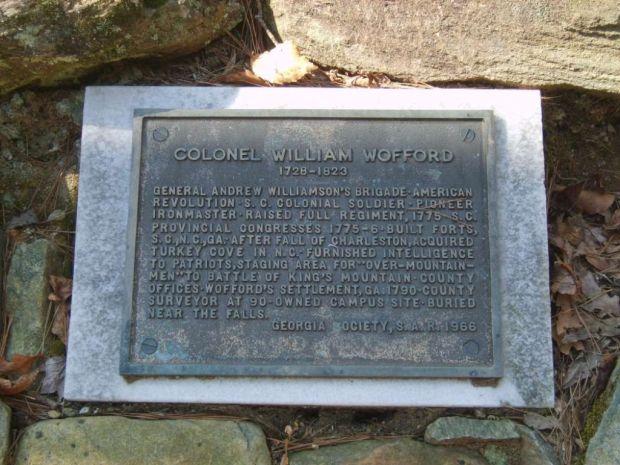 COLONEL WILLIAM WOFFORD
1728-1823
GENERAL ANDREW WILLIAMSON'S BRIGADE-AMERICAN
REVOLUTION-S.C. COLONIAL SOLDIER-PIONEER
IRONMASTER-RAISED FULL REGIMENT, 1775-S.C.
PROVINCIAL CONGRESSES 1775-6-BUILT FORTS,
S.C., N.C., GA. AFTER FALL OF CHARLESTON, ACQUIRED
TURKEY COVE IN N.C.-FURNISHED INTELLIGENCE
TO PATRIOTS, STAGING AREA FOR "OVER-MOUNTAIN-
MEN" TO BATTLE OF KING'S MOUNTAIN-COUNTY
OFFICES-WOFFORD'S SETTLEMENT, GA. 1790-COUNTY
SURVEYOR AT 90-OWNED CAMPUS SITE-BURIED
NEAR THE FALLS.
GEORGIA SOCIETY, S.A.R. 1966